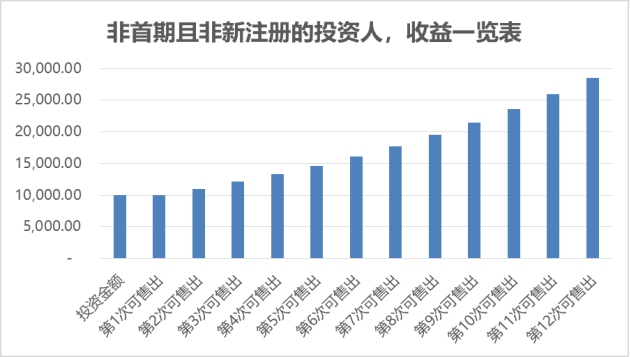 非首期且非新注册的投资人，收益一览表
30,000.00
25,000.00
20,000.00
15,000.00
10,000.00
5,000.00
-
投资金额
第1次可售出
第2次可售出
第3次可售出
第4次可售出
第5次可售出
第6次可售出
第7次可售出
第8次可售出
第9次可售出
第10次可售出
第11次可售出
第12次可售出